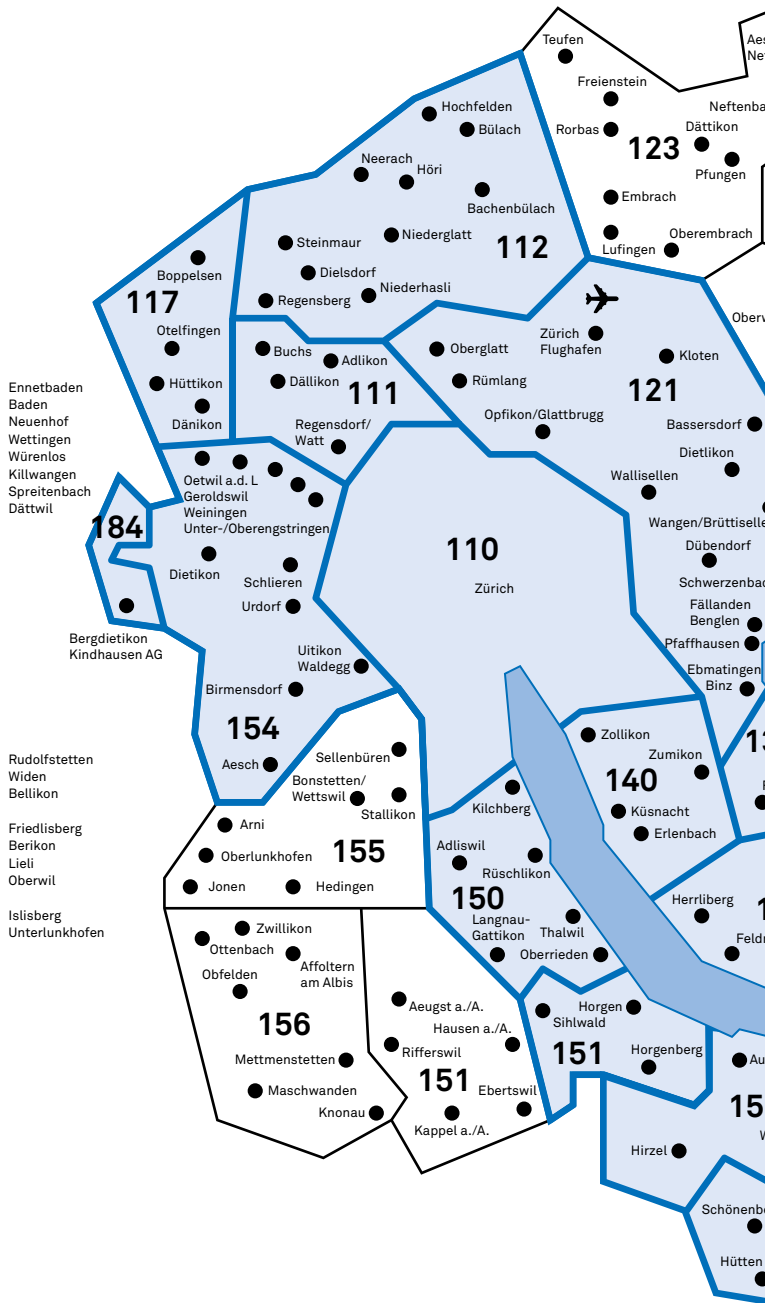 Teufen
Freienstein
Hochfelden
Bülach
Rorbas
123
Dättikon
Pfungen
Neerach
Höri
Bachenbülach
Embrach
Steinmaur
Niederglatt
112
Lufingen
Oberembrach
Boppelsen
Dielsdorf
117
Regensberg
Niederhasli
Otelfingen
Zürich
Flughafen
Buchs
Adlikon
Oberglatt
Kloten
Hüttikon
Dällikon
111
Rümlang
121
Dänikon
Regensdorf/
Watt
Opfikon/Glattbrugg
Bassersdorf
Ennetbaden
Baden
Neuenhof
Wettingen
Würenlos
Killwangen
Spreitenbach
Dättwil
Dietlikon
Oetwil a.d. L
Geroldswil
Weiningen
Unter-/Oberengstringen
Wallisellen
184
110
Zürich
Dübendorf
Dietikon
Schlieren
Urdorf
Fällanden
Benglen
Bergdietikon
Kindhausen AG
Pfaffhausen
Uitikon
Waldegg
Ebmatingen
Binz
Birmensdorf
154
Aesch
Sellenbüren
Zollikon
Zumikon
140
Rudolfstetten
Widen
Bellikon
Bonstetten/
Wettswil
Stallikon
Kilchberg
Küsnacht
Erlenbach
Friedlisberg
Berikon
Lieli
Oberwil
Arni
Oberlunkhofen
155
Jonen
Hedingen
Adliswil
Rüschlikon
150
Herrliberg
Islisberg
Unterlunkhofen
Zwillikon
Ottenbach
Affoltern
am Albis
Obfelden
Langnau-
Gattikon
Thalwil
Oberrieden
156
Aeugst a./A.
Hausen a./A.
Rifferswil
Horgen
Sihlwald
151
Horgenberg
Mettmenstetten
Maschwanden
Knonau
151
Ebertswil
Kappel a./A.
Hirzel
Hütten